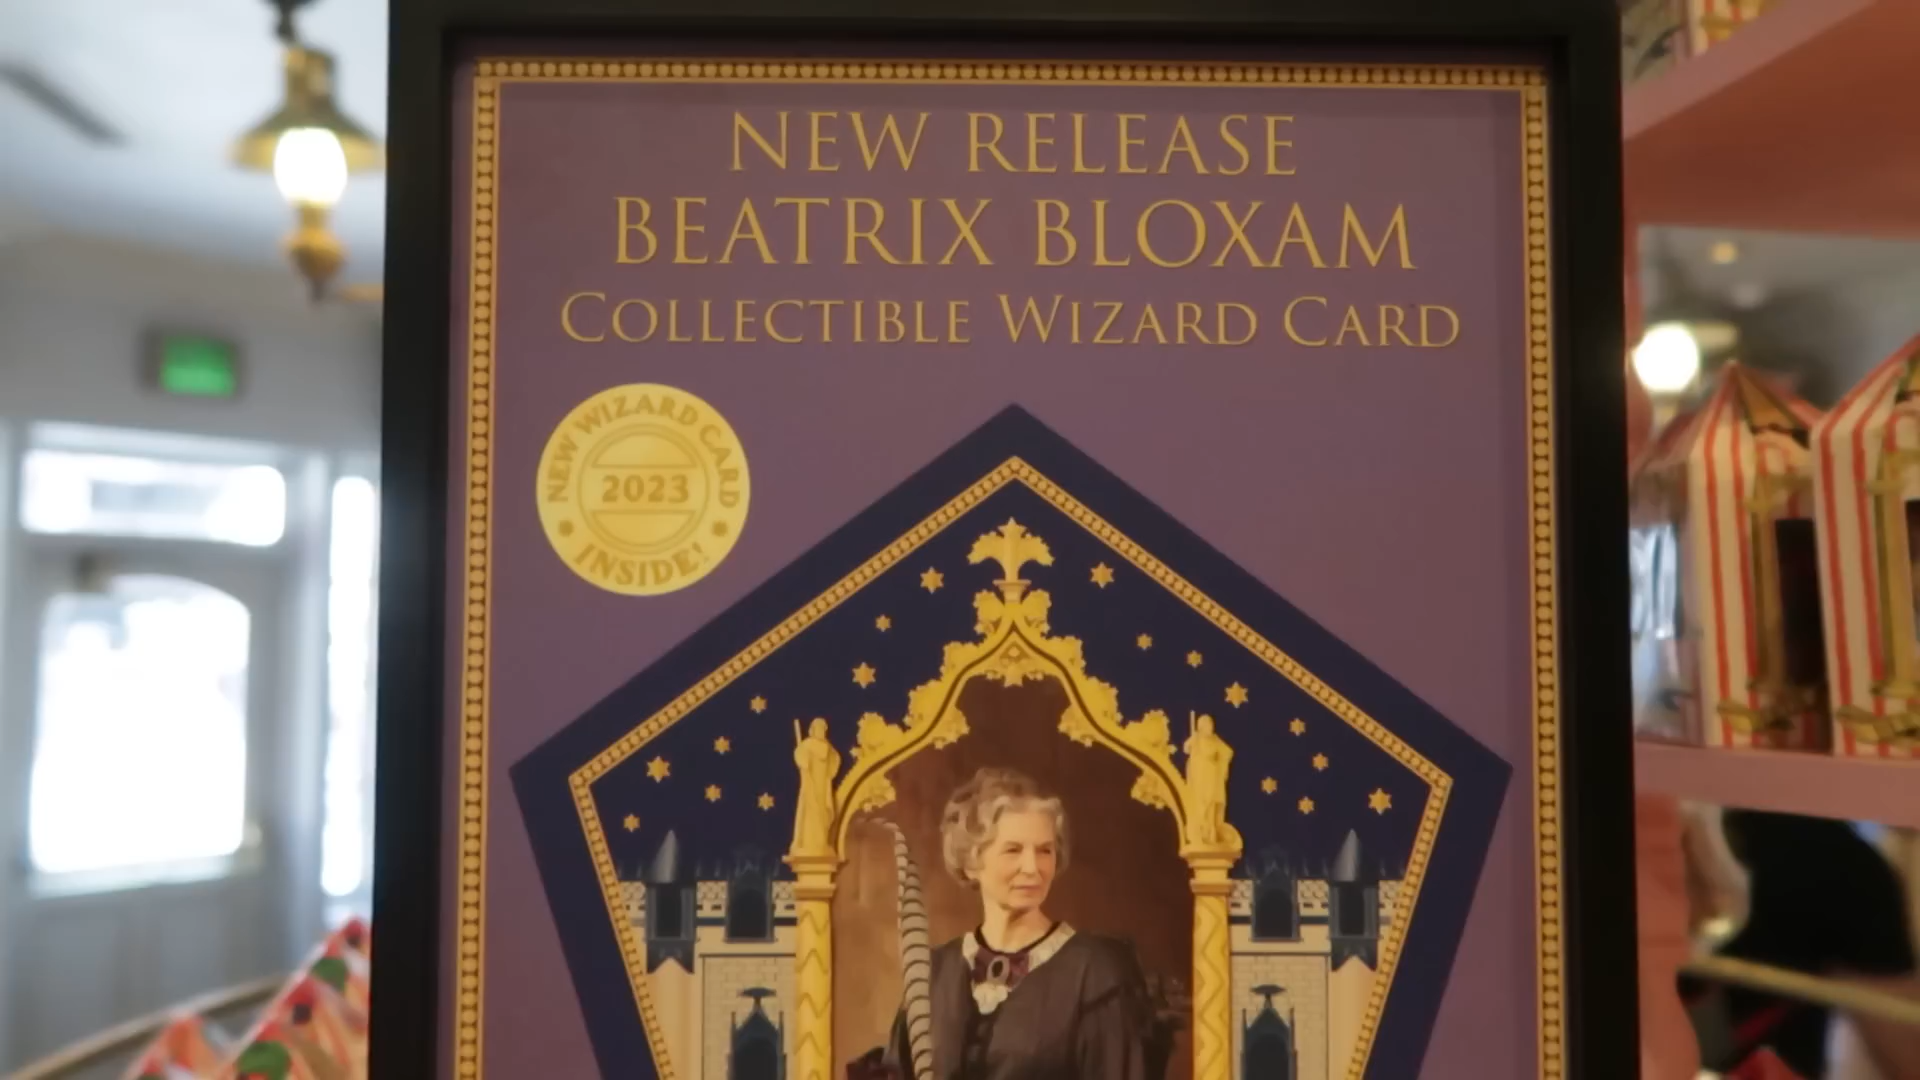 NEW RELEASE
BEATRIX BLOXAM
COLLECTIBLE WIZARD CARD
NEW WIZARD CARD
2023
INSIDE!